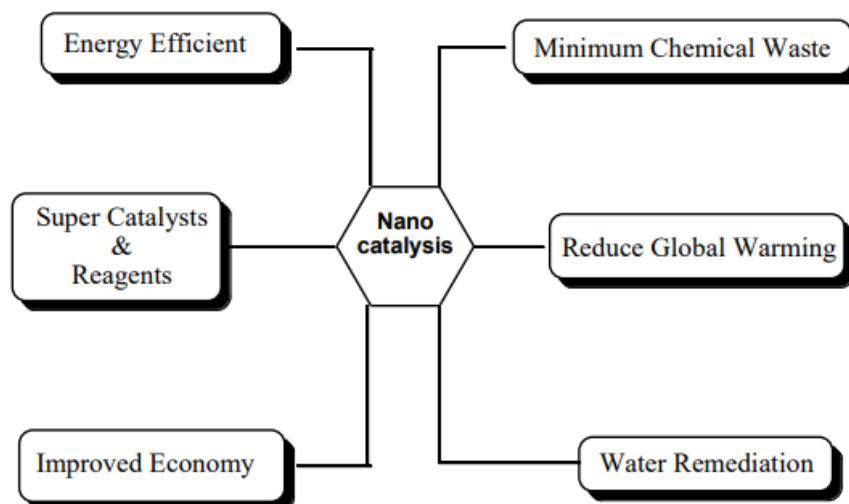 Energy Efficient
Minimum Chemical Waste
Super Catalysts
&
Reagents
Nano
catalysis
Reduce Global Warming
Improved Economy
Water Remediation